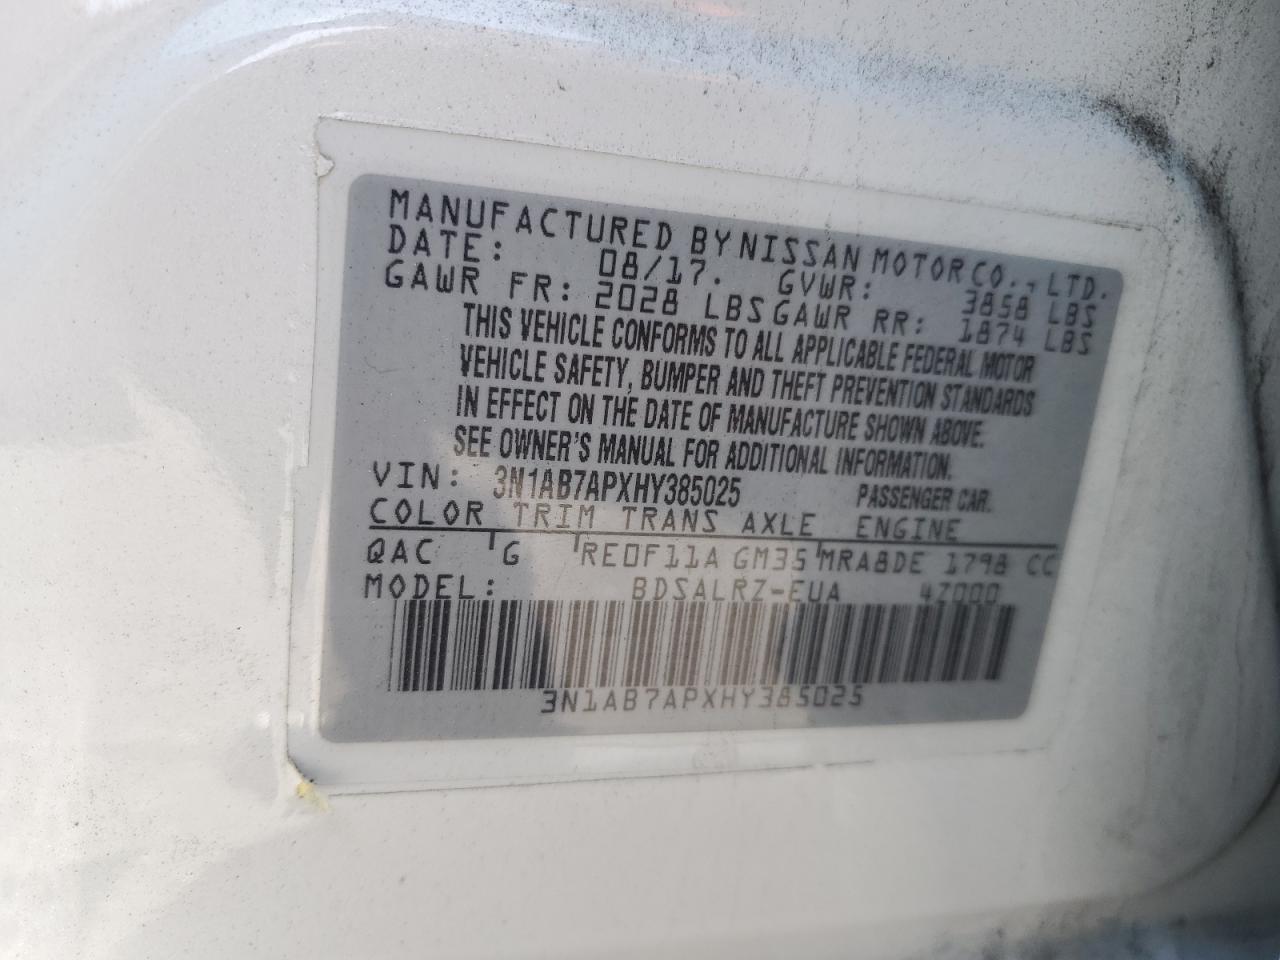 MANUFACTURED BY NISSAN MOTOR CO., LTD.
DATE: 08/17. GVWR: 3858 LBS
GAWR FR: 2028 LBS GAWR RR: 1874 LBS
THIS VEHICLE CONFORMS TO ALL APPLICABLE FEDERAL MOTOR
VEHICLE SAFETY, BUMPER AND THEFT PREVENTION STANDARDS
IN EFFECT ON THE DATE OF MANUFACTURE SHOWN ABOVE.
SEE OWNER'S MANUAL FOR ADDITIONAL INFORMATION.
VIN: 3N1AB7APXHY385025 PASSENGER CAR.
COLOR TRIM TRANS AXLE ENGINE
QAC G RE0F11A GM35 MRA8DE 1798 CC
MODEL: BDSALRZ-EUA 47000
3N1AB7APXHY385025